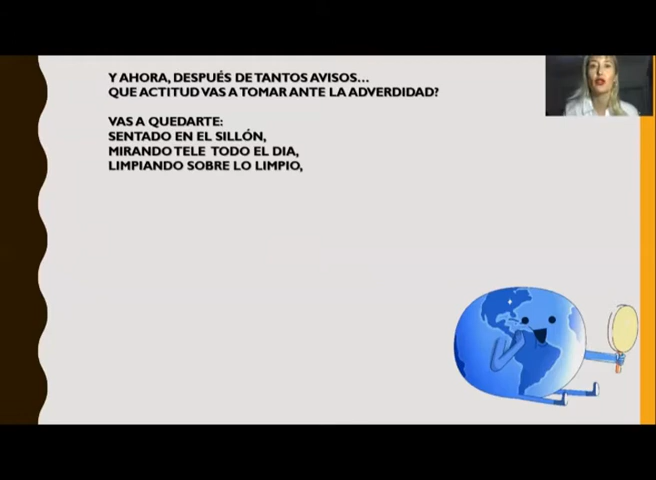 Y AHORA, DESPUÉS DE TANTOS AVISOS...
QUE ACTITUD VAS A TOMAR ANTE LA ADVERDIDAD?
VAS A QUEDARTE:
SENTADO EN EL SILLÓN,
MIRANDO TELE TODO EL DIA,
LIMPIANDO SOBRE LO LIMPIO,